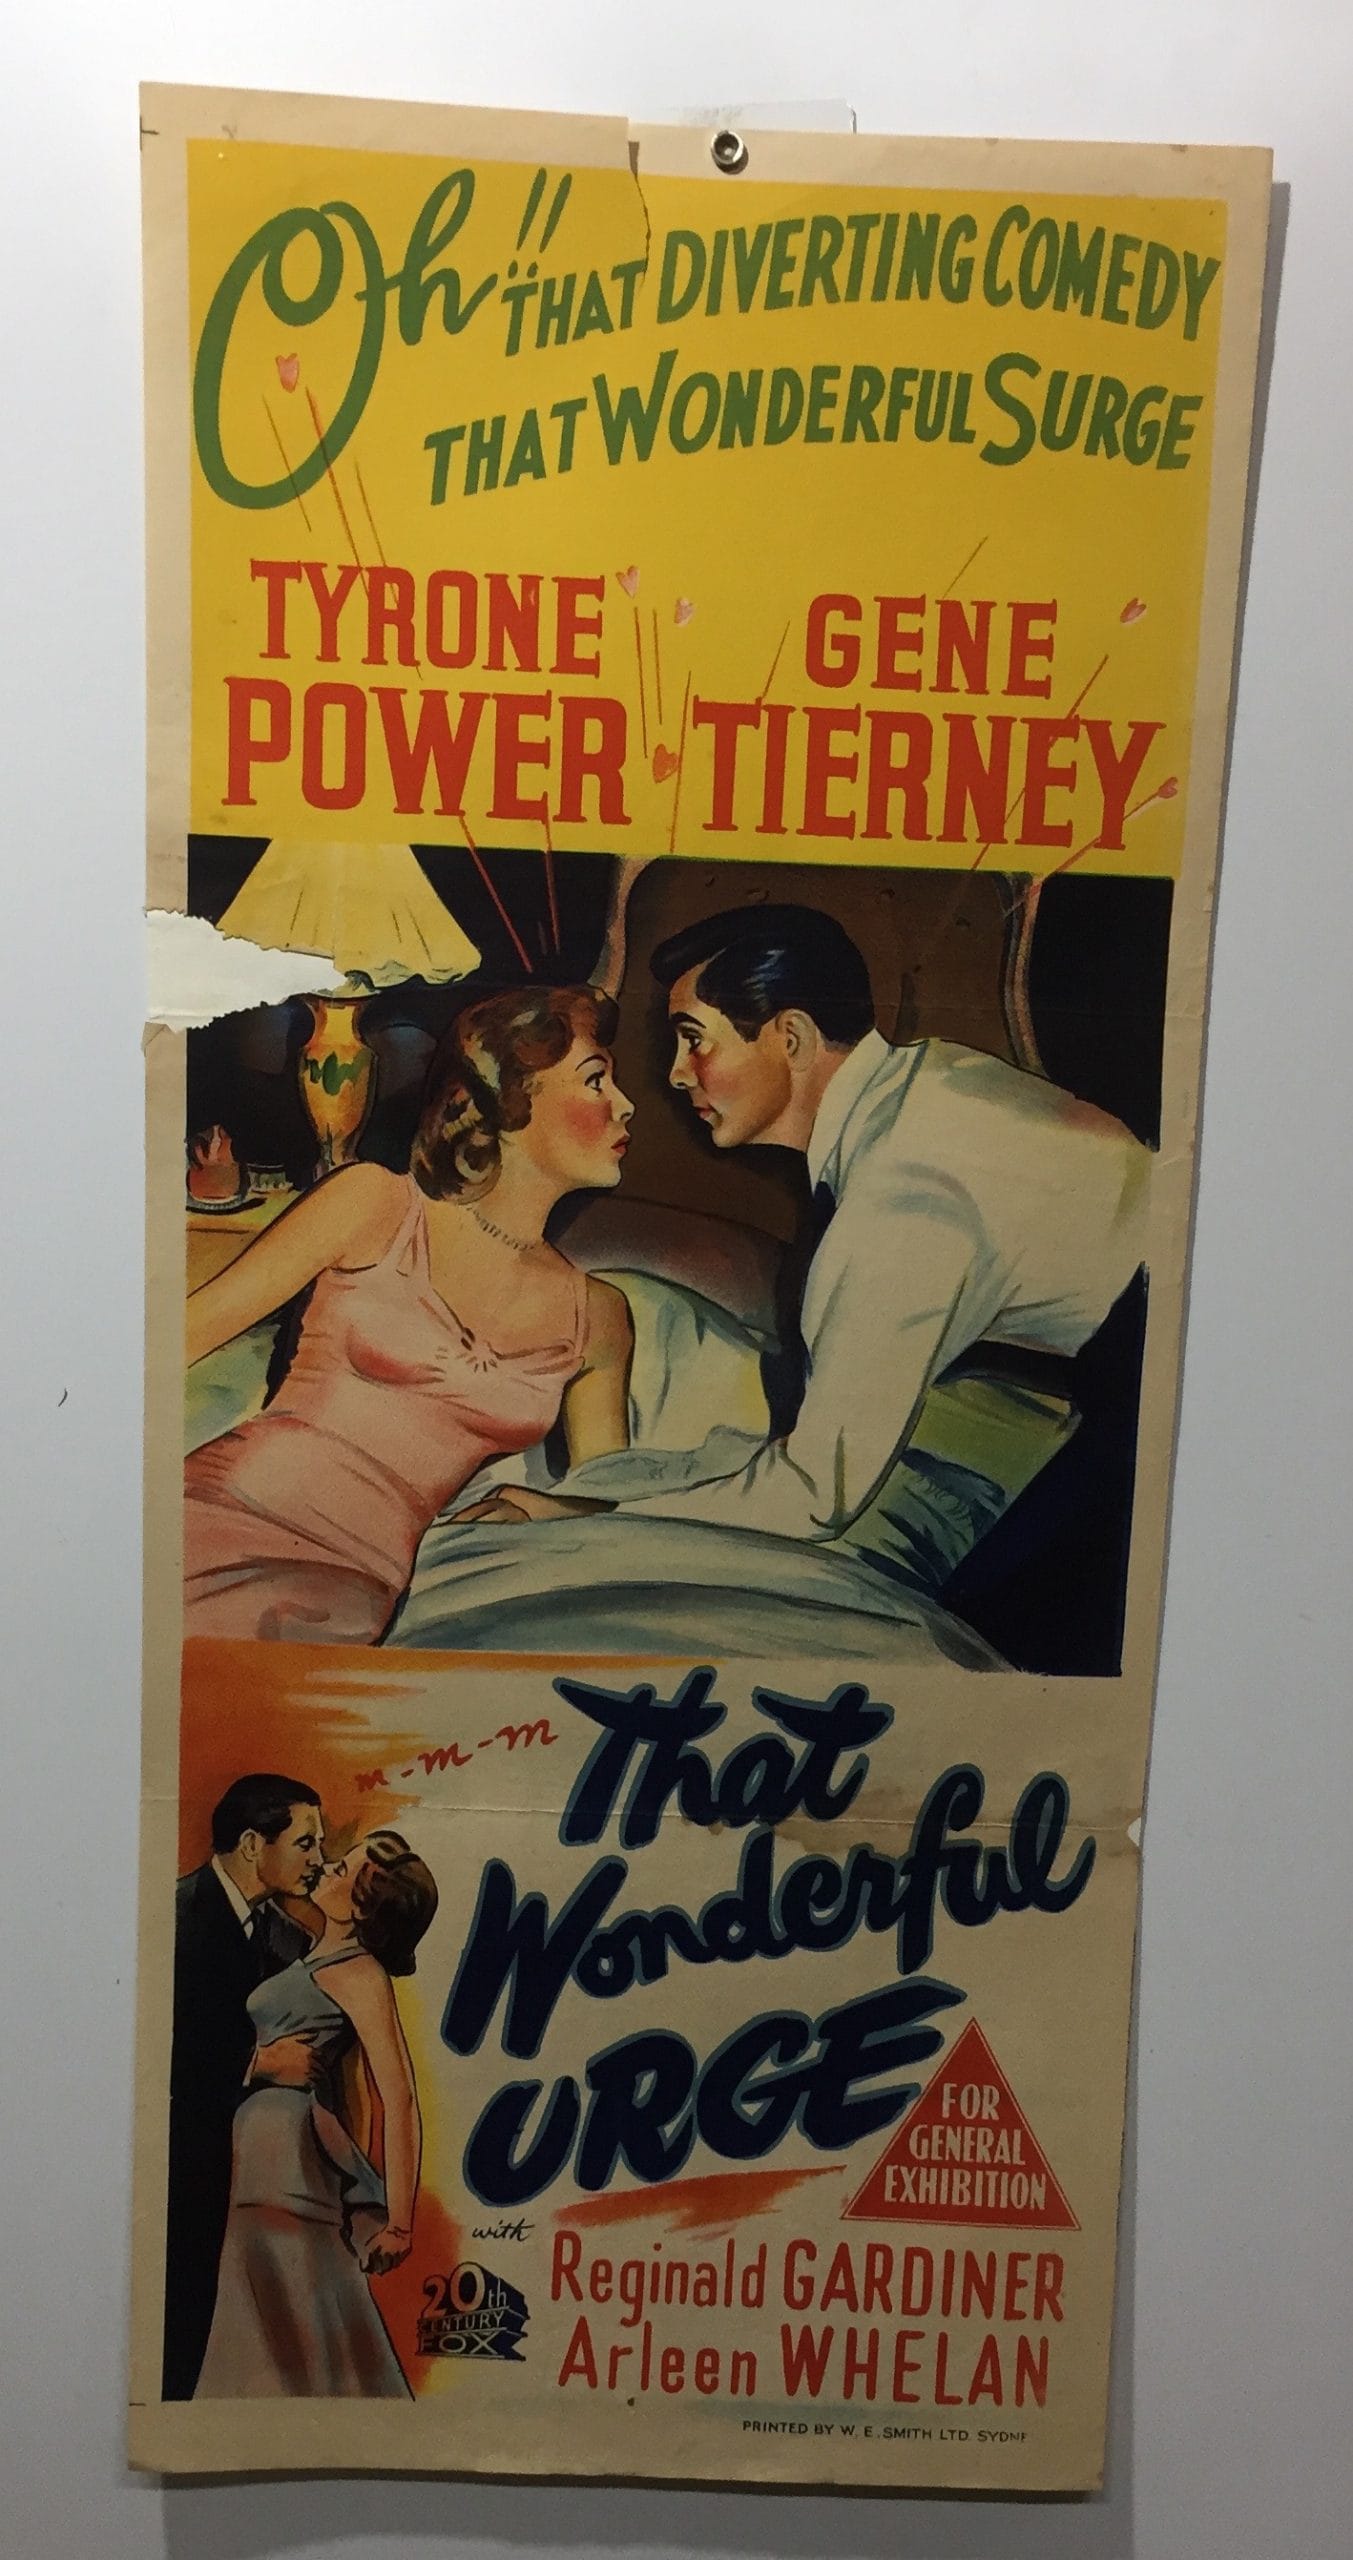 Oh!! THAT DIVERTING COMEDY
THAT WONDERFUL SURGE
TYRONE POWER
GENE TIERNEY
m-m-m
That
Wonderful
URGE
FOR
GENERAL
EXHIBITION
with
Reginald GARDINER
Arleen WHELAN
20th
CENTURY
FOX
PRINTED BY W. E. SMITH LTD. SYDNE